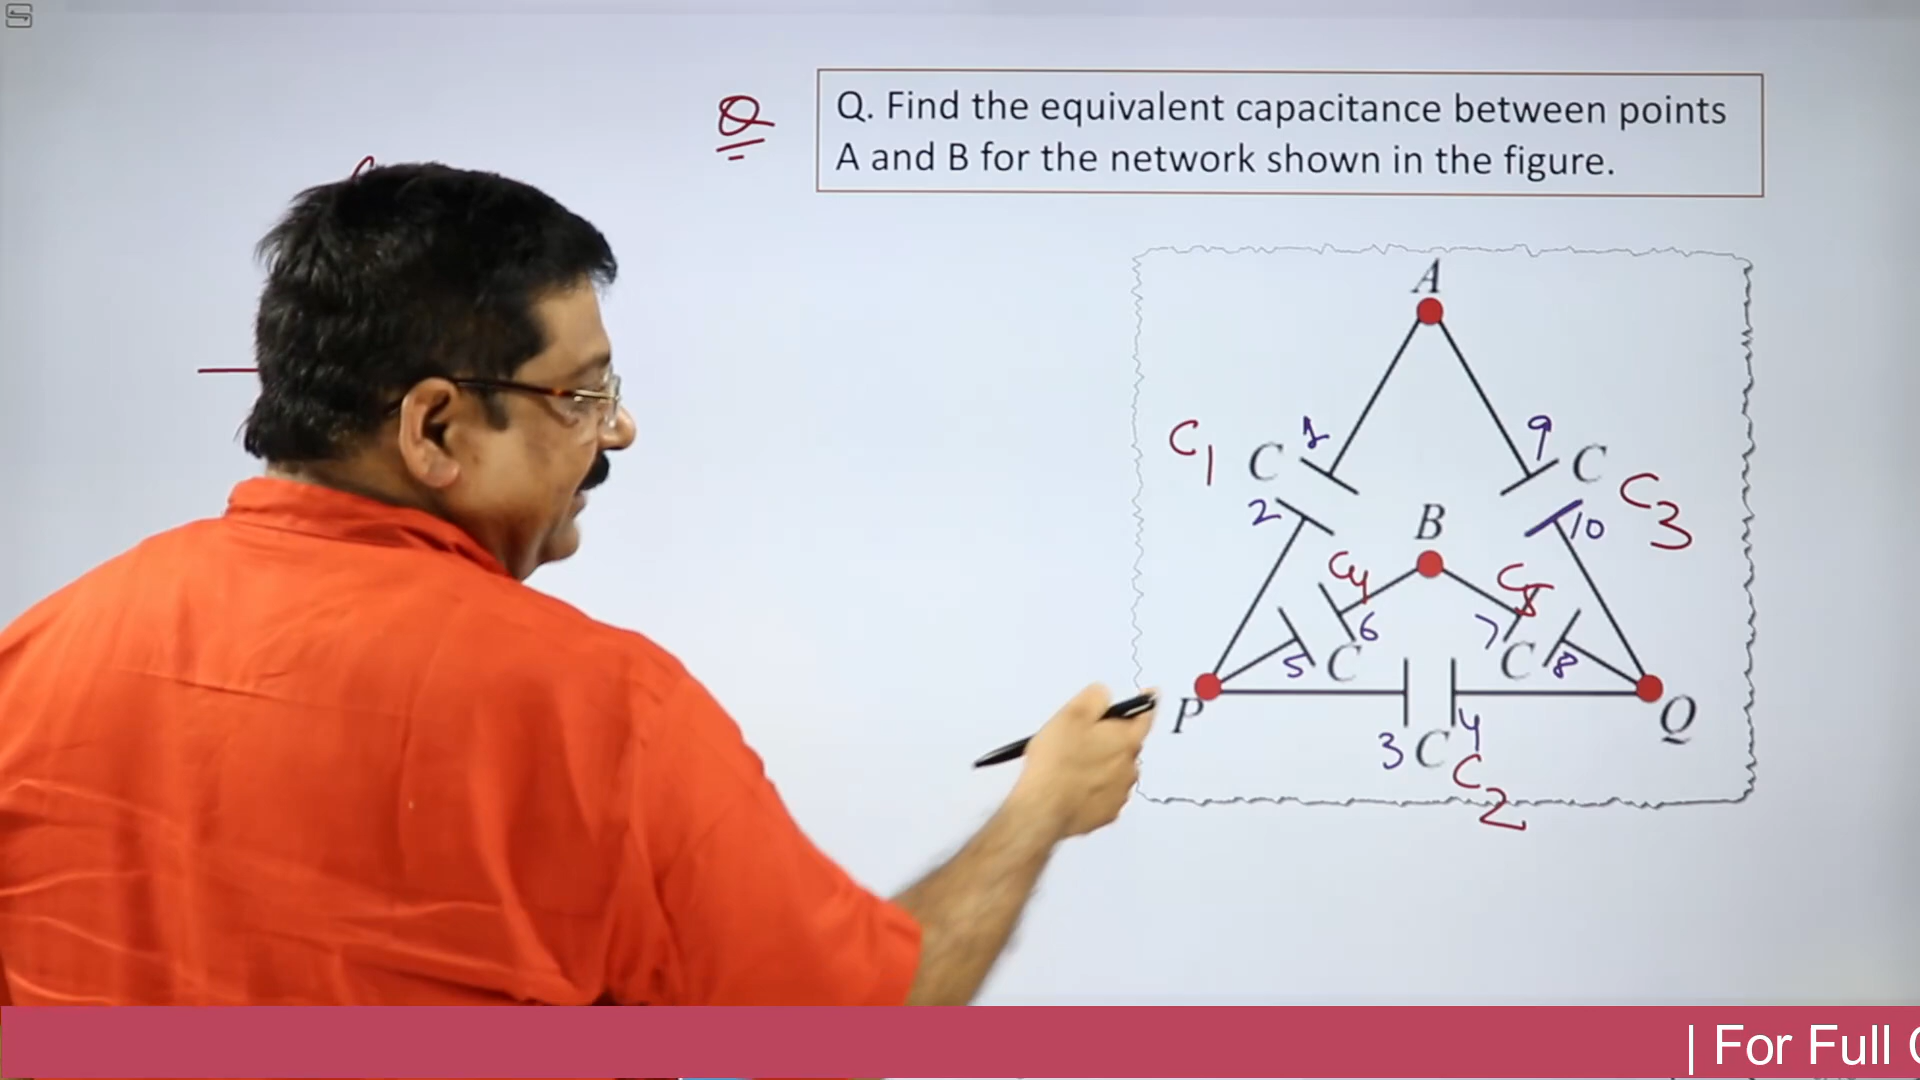 Q
Q. Find the equivalent capacitance between points
A and B for the network shown in the figure.
A
C1 C 1
9 C C3
2
10
B
C4
C5
6
7
5 C
C 8
P
Q
3 C 4
C2
| For Full